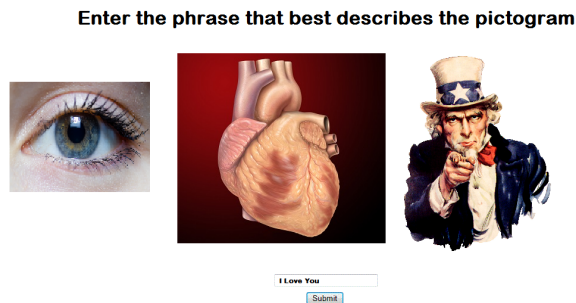 Enter the phrase that best describes the pictogram
I Love You
Submit